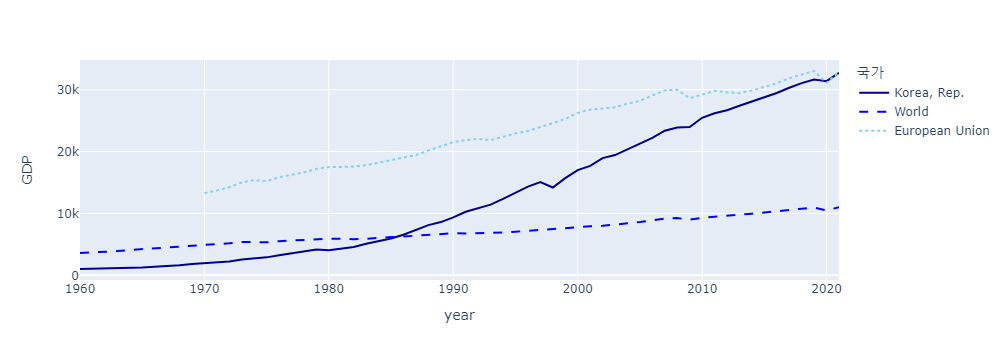 국가
Korea, Rep.
World
European Union
GDP
30k
20k
10k
0
1960
1970
1980
1990
2000
2010
2020
year